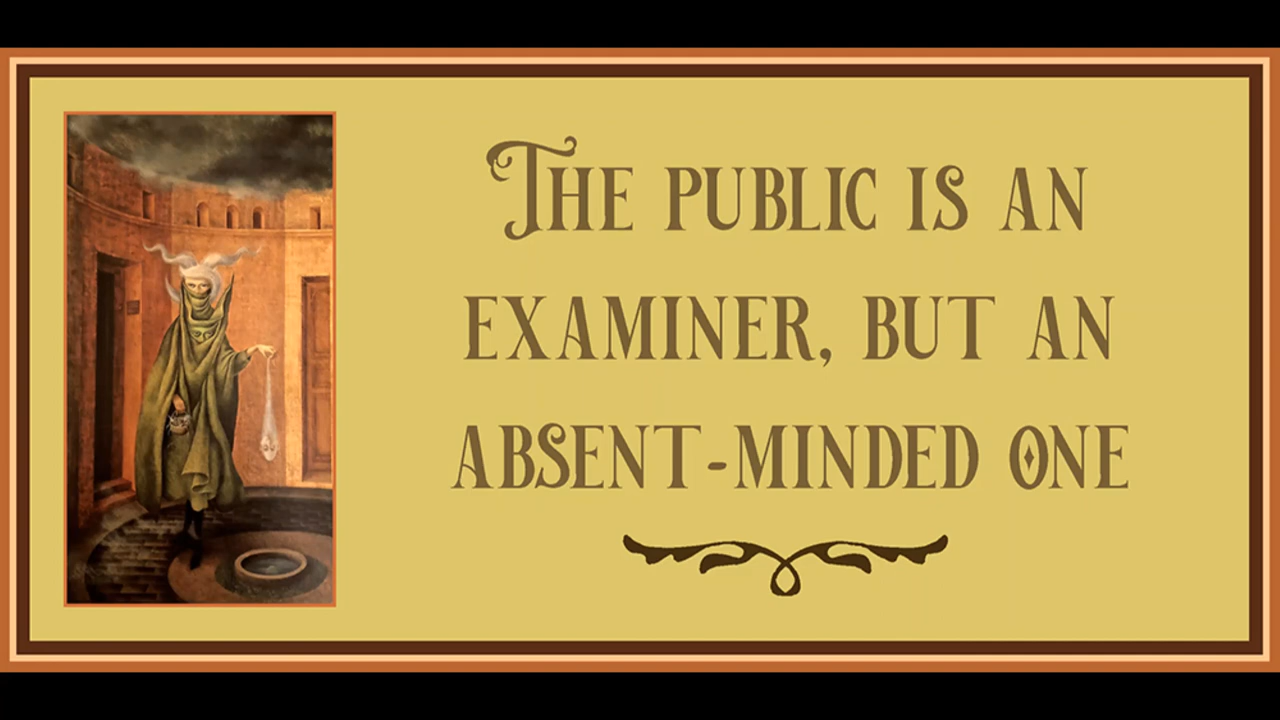 The public is an
examiner, but an
absent-minded one